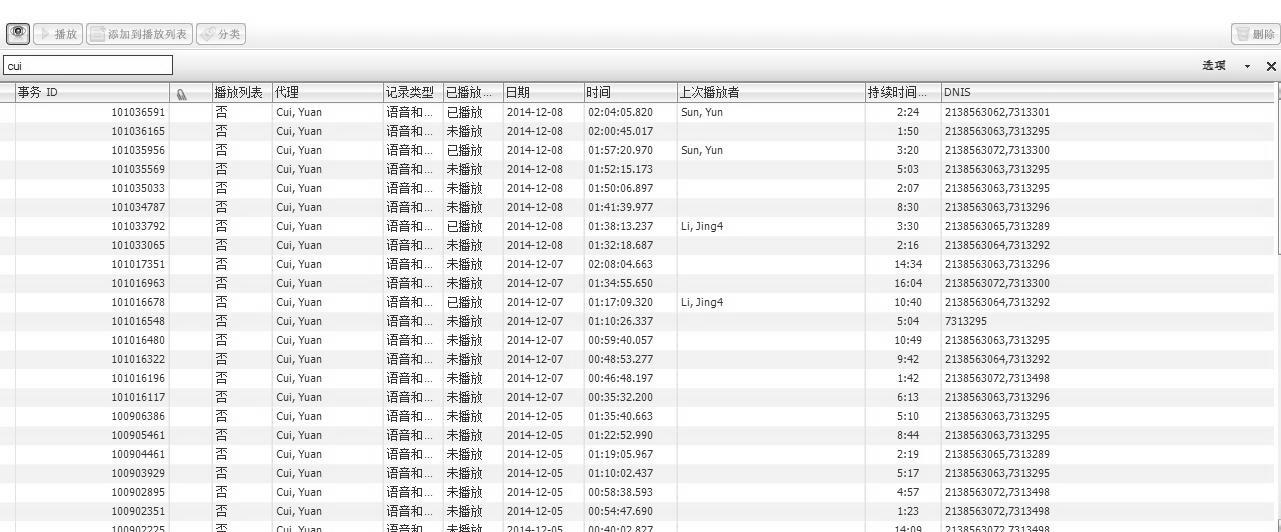 播放 添加到播放列表 分类 删除
cui 选项
事务 ID 播放列表 代理 记录类型 已播放... 日期 时间 上次播放者 持续时间... DNIS
101036591 否 Cui, Yuan 语音和... 已播放 2014-12-08 02:04:05.820 Sun, Yun 2:24 2138563062,7313301
101036165 否 Cui, Yuan 语音和... 未播放 2014-12-08 02:00:45.017 1:50 2138563063,7313295
101035956 否 Cui, Yuan 语音和... 已播放 2014-12-08 01:57:20.970 Sun, Yun 3:20 2138563072,7313300
101035569 否 Cui, Yuan 语音和... 未播放 2014-12-08 01:52:15.173 5:03 2138563063,7313295
101035033 否 Cui, Yuan 语音和... 未播放 2014-12-08 01:50:06.897 2:07 2138563063,7313295
101034787 否 Cui, Yuan 语音和... 未播放 2014-12-08 01:41:39.977 8:30 2138563063,7313296
101033792 否 Cui, Yuan 语音和... 已播放 2014-12-08 01:38:13.237 Li, Jing4 3:30 2138563065,7313289
101033065 否 Cui, Yuan 语音和... 未播放 2014-12-08 01:32:18.687 2:16 2138563064,7313292
101017351 否 Cui, Yuan 语音和... 未播放 2014-12-07 02:08:04.663 14:34 2138563063,7313296
101016963 否 Cui, Yuan 语音和... 未播放 2014-12-07 01:34:55.650 16:04 2138563072,7313300
101016678 否 Cui, Yuan 语音和... 已播放 2014-12-07 01:17:09.320 Li, Jing4 10:40 2138563064,7313292
101016548 否 Cui, Yuan 语音和... 未播放 2014-12-07 01:10:26.337 5:04 7313295
101016480 否 Cui, Yuan 语音和... 未播放 2014-12-07 00:59:40.057 10:49 2138563063,7313295
101016322 否 Cui, Yuan 语音和... 未播放 2014-12-07 00:48:53.277 9:42 2138563064,7313292
101016196 否 Cui, Yuan 语音和... 未播放 2014-12-07 00:46:48.197 1:42 2138563072,7313498
101016117 否 Cui, Yuan 语音和... 未播放 2014-12-07 00:35:32.200 6:13 2138563063,7313296
100906386 否 Cui, Yuan 语音和... 未播放 2014-12-05 01:35:40.663 5:10 2138563063,7313295
100905461 否 Cui, Yuan 语音和... 未播放 2014-12-05 01:22:52.990 8:44 2138563063,7313295
100904461 否 Cui, Yuan 语音和... 未播放 2014-12-05 01:19:05.967 2:19 2138563065,7313289
100903929 否 Cui, Yuan 语音和... 未播放 2014-12-05 01:10:02.437 5:17 2138563063,7313295
100902895 否 Cui, Yuan 语音和... 未播放 2014-12-05 00:58:38.593 4:57 2138563072,7313498
100902351 否 Cui, Yuan 语音和... 未播放 2014-12-05 00:54:47.690 1:23 2138563072,7313498
100902225 否 Cui, Yuan 语音和... 未播放 2014-12-05 00:40:02.827 14:09 2138563072,7313498